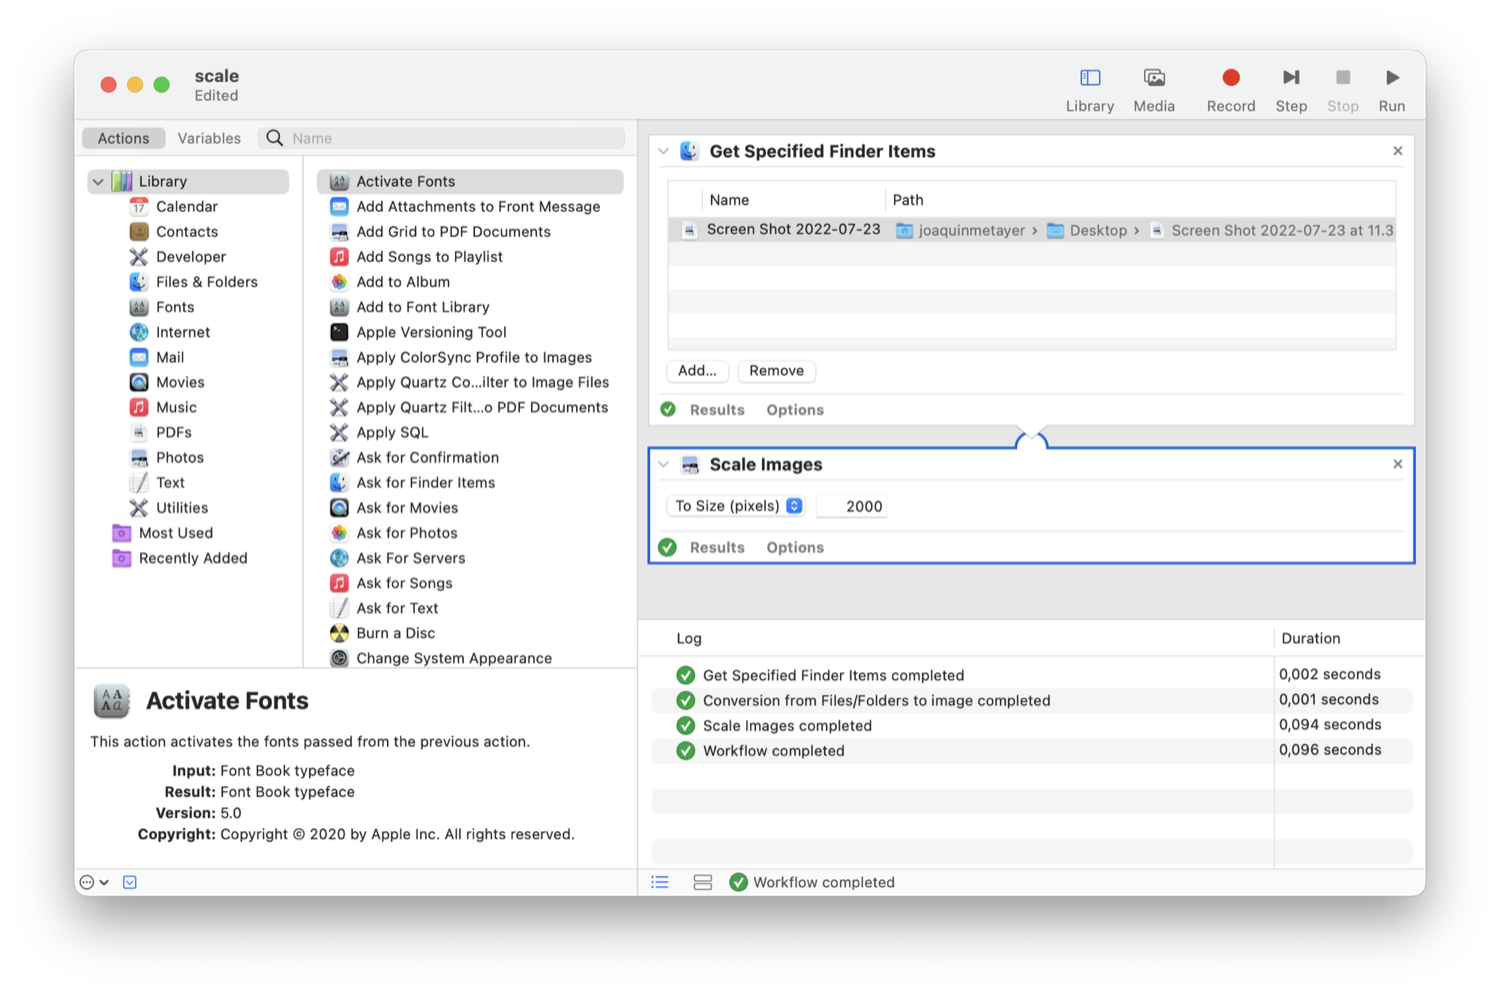 scale
Edited
Library
Media
Record
Step
Stop
Run
Actions
Variables
Name
Library
Calendar
Contacts
Developer
Files & Folders
Fonts
Internet
Mail
Movies
Music
PDFs
Photos
Text
Utilities
Most Used
Recently Added
Activate Fonts
Add Attachments to Front Message
Add Grid to PDF Documents
Add Songs to Playlist
Add to Album
Add to Font Library
Apple Versioning Tool
Apply ColorSync Profile to Images
Apply Quartz Co...ilter to Image Files
Apply Quartz Filt...o PDF Documents
Apply SQL
Ask for Confirmation
Ask for Finder Items
Ask for Movies
Ask for Photos
Ask For Servers
Ask for Songs
Ask for Text
Burn a Disc
Change System Appearance
Activate Fonts
This action activates the fonts passed from the previous action.
Input: Font Book typeface
Result: Font Book typeface
Version: 5.0
Copyright: Copyright © 2020 by Apple Inc. All rights reserved.
Get Specified Finder Items
Name Path
Screen Shot 2022-07-23 joaquinmetayer › Desktop › Screen Shot 2022-07-23 at 11.3
Add... Remove
Results Options
Scale Images
To Size (pixels) 2000
Results Options
Log Duration
Get Specified Finder Items completed 0,002 seconds
Conversion from Files/Folders to image completed 0,001 seconds
Scale Images completed 0,094 seconds
Workflow completed 0,096 seconds
Workflow completed